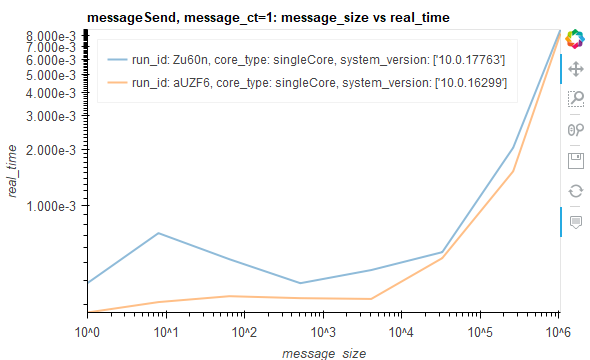 messageSend, message_ct=1: message_size vs real_time
8.000e-3
7.000e-3
6.000e-3
5.000e-3
4.000e-3
3.000e-3
2.000e-3
1.000e-3
run_id: Zu60n, core_type: singleCore, system_version: ['10.0.17763']
run_id: aUZF6, core_type: singleCore, system_version: ['10.0.16299']
real_time
10^0 10^1 10^2 10^3 10^4 10^5 10^6
message_size